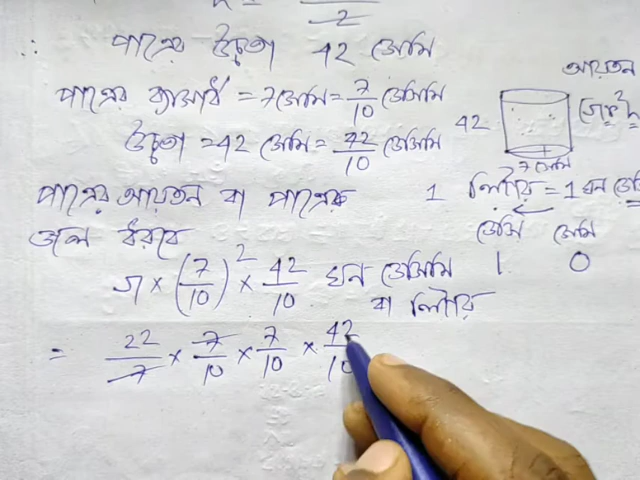 2
∴ পাত্রের উচ্চতা 42 সেমি
পাত্রের ব্যাসার্ধ = 7 সেমি = 7/10 ডেসিমি
উচ্চতা = 42 সেমি = 42/10 ডেসিমি
পাত্রের আয়তন বা পাত্রের
জল ধরবে
π × (7/10)² × 42/10 ঘন ডেসিমি
বা লিটার
= 22/7 × 7/10 × 7/10 × 42/10
আয়তন
πr²h
42
7 সেমি
1 লিটার = 1 ঘন
ডেসি সেমি
1 0